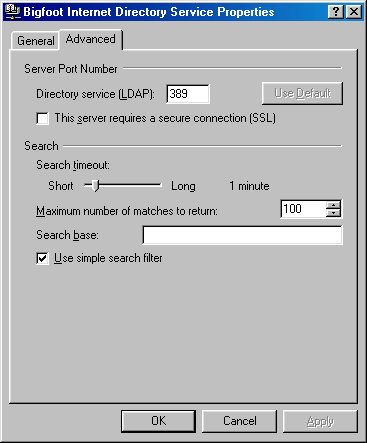 Bigfoot Internet Directory Service Properties
General Advanced
Server Port Number
Directory service (LDAP): 389 Use Default
This server requires a secure connection (SSL)
Search
Search timeout:
Short Long 1 minute
Maximum number of matches to return: 100
Search base:
Use simple search filter
OK Cancel Apply